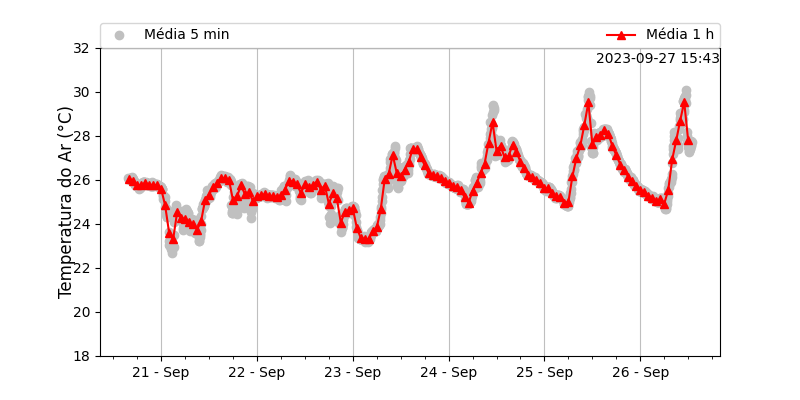 Média 5 min
Média 1 h
2023-09-27 15:43
Temperatura do Ar (°C)
32
30
28
26
24
22
20
18
21 - Sep
22 - Sep
23 - Sep
24 - Sep
25 - Sep
26 - Sep